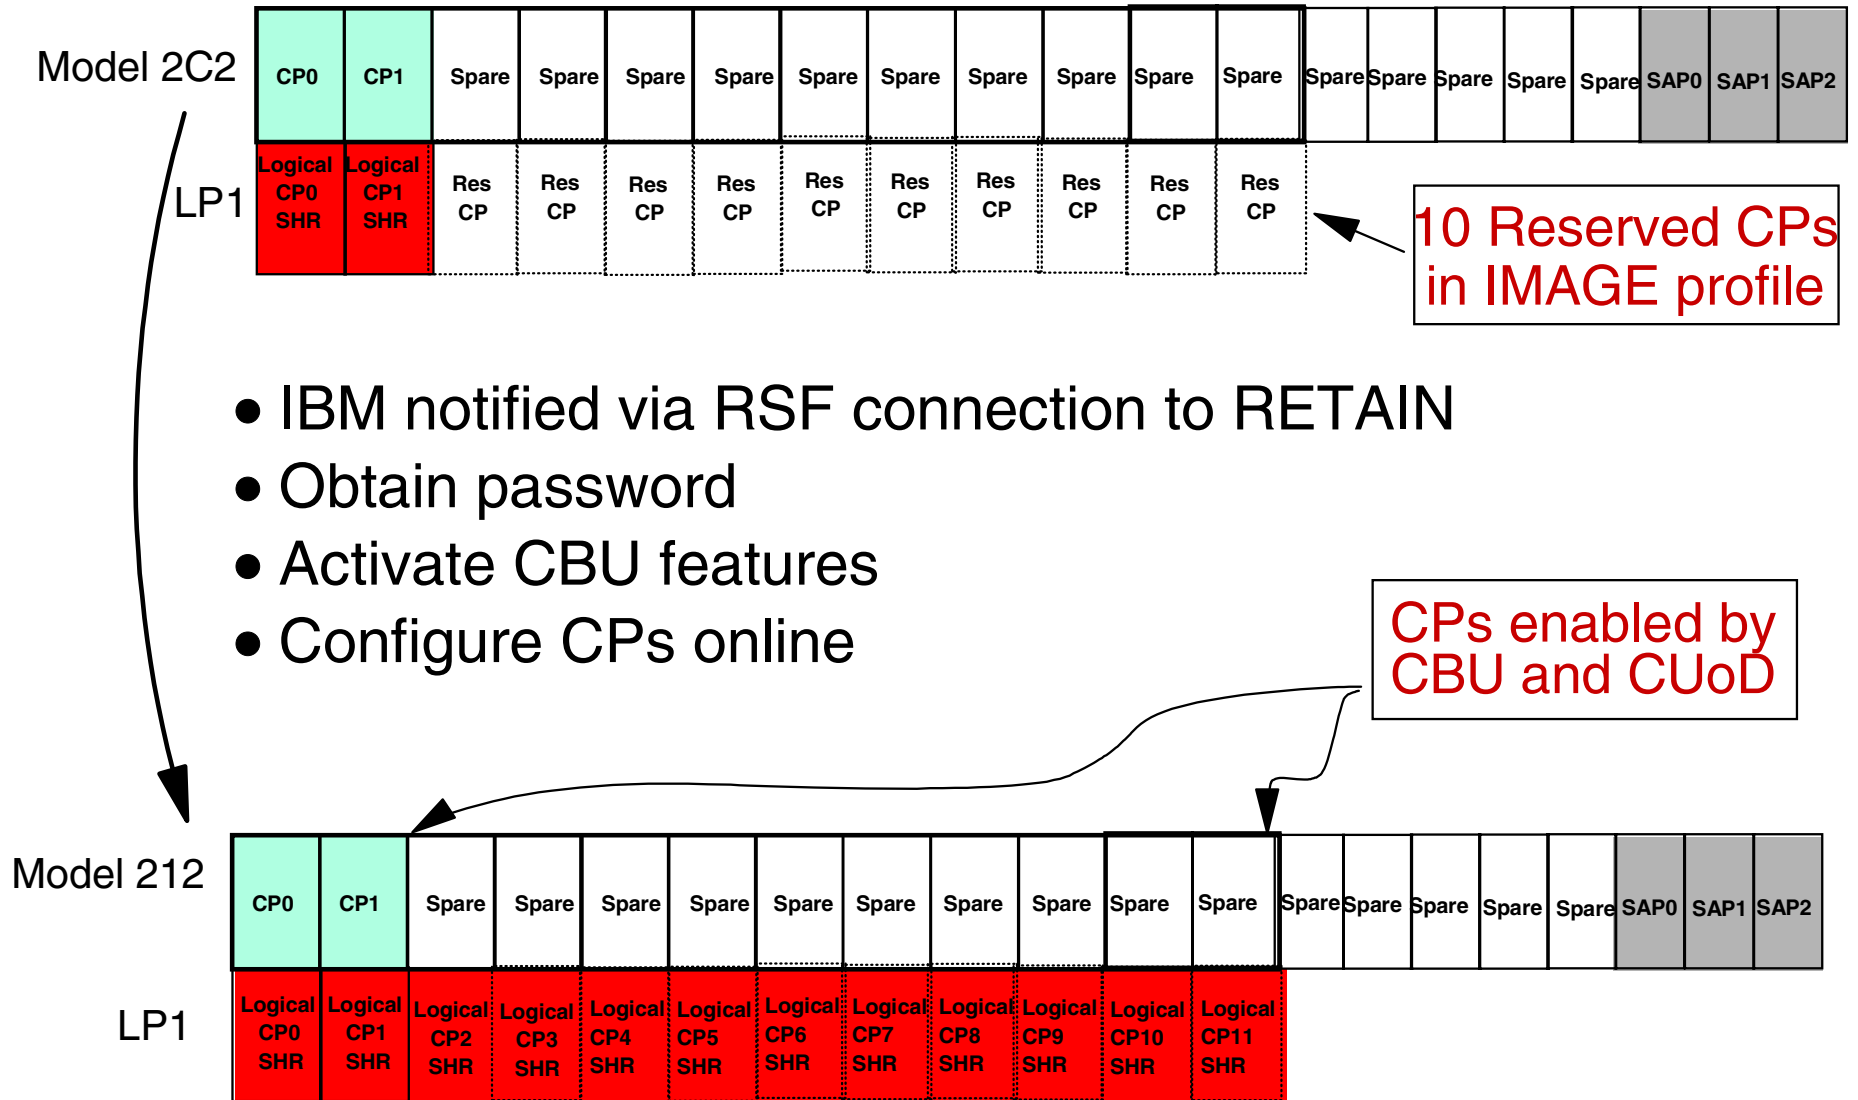 Model 2C2
CP0 CP1 Spare Spare Spare Spare Spare Spare Spare Spare Spare Spare Spare Spare Spare Spare Spare SAP0 SAP1 SAP2
LP1
Logical CP0 SHR
Logical CP1 SHR
Res CP
Res CP
Res CP
Res CP
Res CP
Res CP
Res CP
Res CP
Res CP
Res CP
10 Reserved CPs
in IMAGE profile
● IBM notified via RSF connection to RETAIN
● Obtain password
● Activate CBU features
● Configure CPs online
CPs enabled by
CBU and CUoD
Model 212
CP0 CP1 Spare Spare Spare Spare Spare Spare Spare Spare Spare Spare Spare Spare Spare Spare Spare SAP0 SAP1 SAP2
LP1
Logical CP0 SHR
Logical CP1 SHR
Logical CP2 SHR
Logical CP3 SHR
Logical CP4 SHR
Logical CP5 SHR
Logical CP6 SHR
Logical CP7 SHR
Logical CP8 SHR
Logical CP9 SHR
Logical CP10 SHR
Logical CP11 SHR